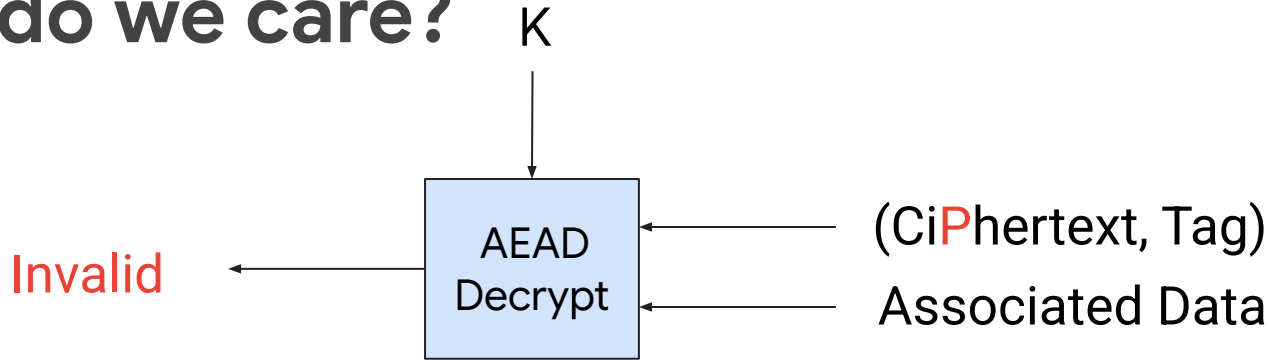 do we care?
K
AEAD
Decrypt
(CiPhertext, Tag)
Invalid
Associated Data